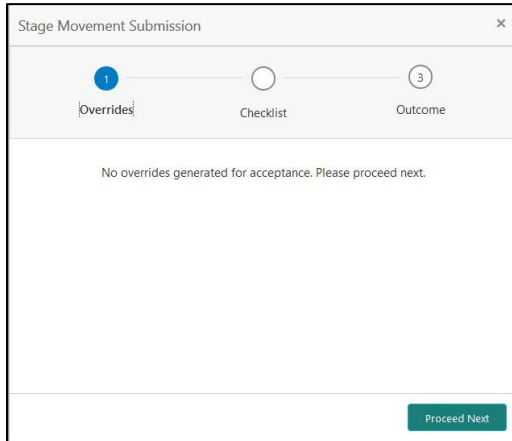 Stage Movement Submission ×
1
3
Overrides
Checklist
Outcome
No overrides generated for acceptance. Please proceed next.
Proceed Next